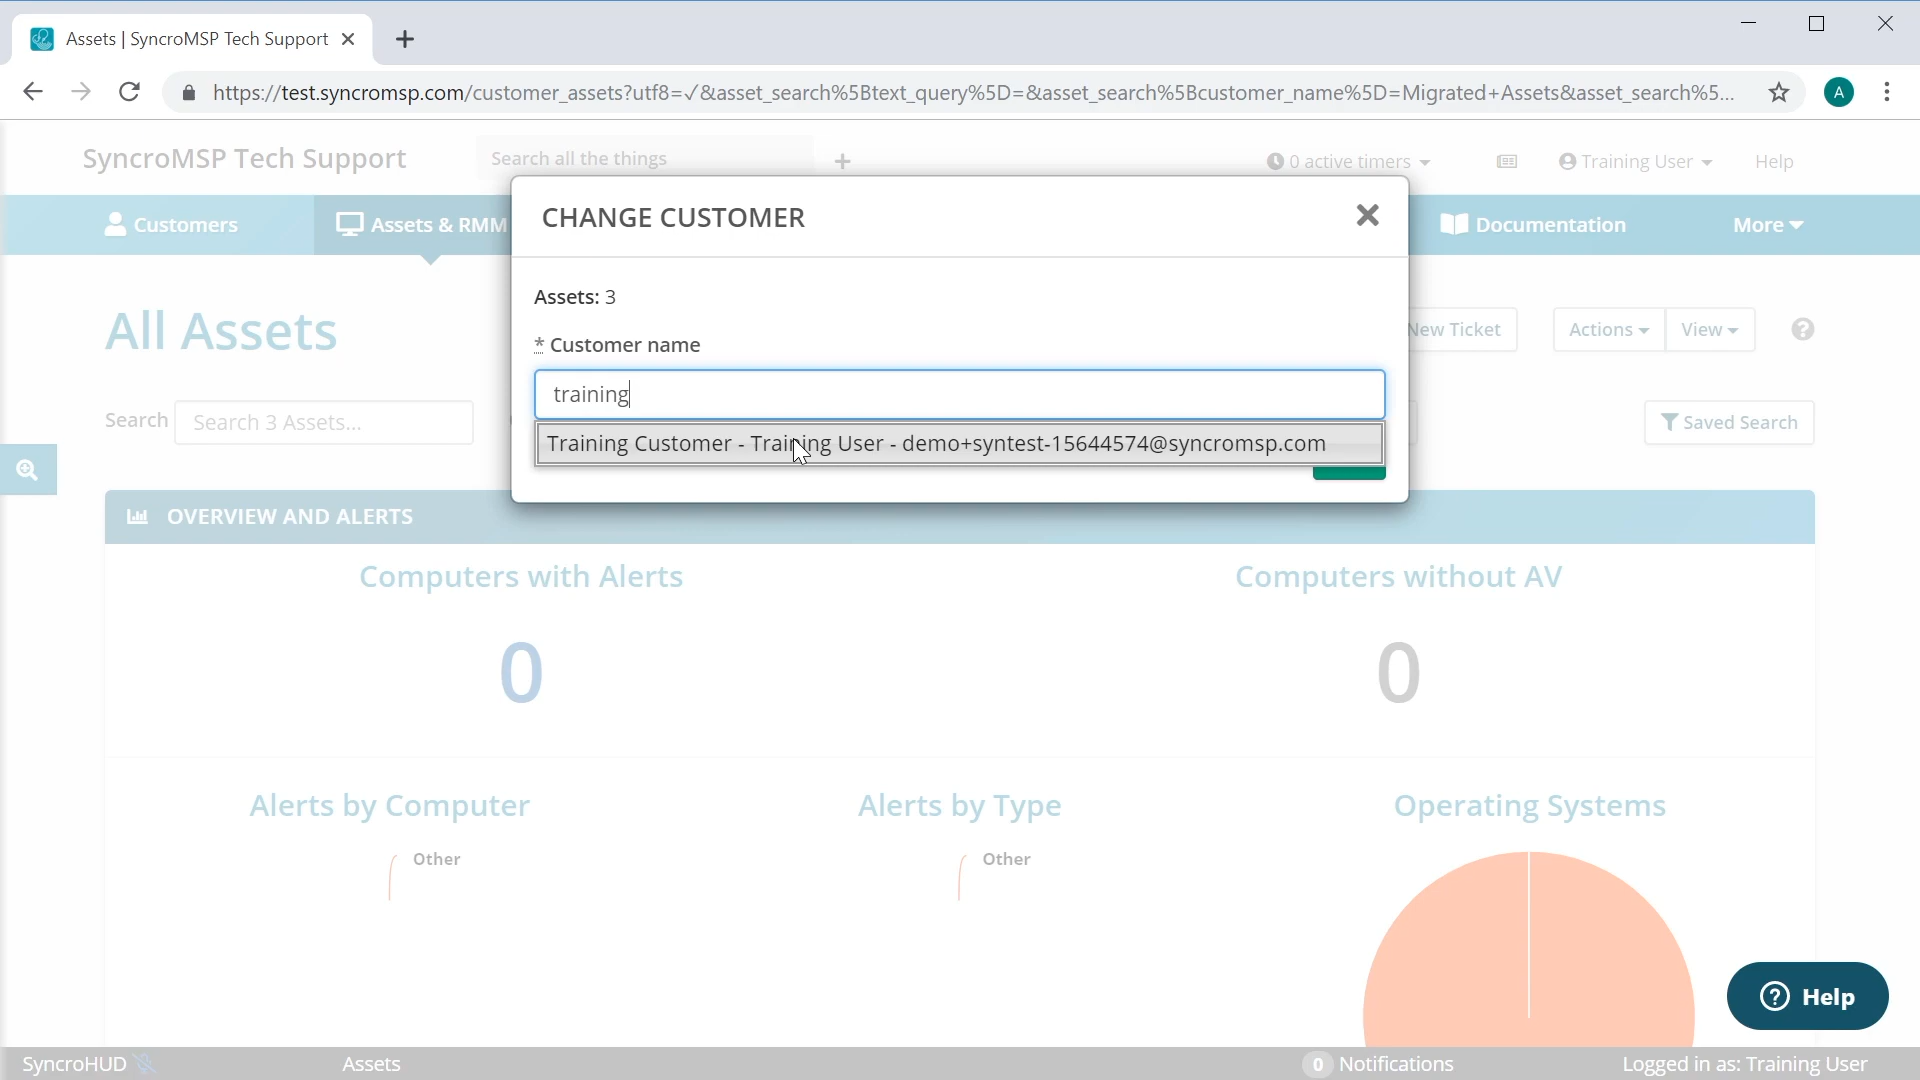 Assets | SyncroMSP Tech Support
https://test.syncromsp.com/customer_assets?utf8=✓&asset_search%5Btext_query%5D=&asset_search%5Bcustomer_name%5D=Migrated+Assets&asset_search%5...
A
SyncroMSP Tech Support
Search all the things
0 active timers
Training User
Help
Customers
Assets & RMM
Documentation
More
CHANGE CUSTOMER
Assets: 3
* Customer name
training
Training Customer - Training User - demo+syntest-15644574@syncromsp.com
All Assets
New Ticket
Actions
View
Search
Search 3 Assets...
Saved Search
OVERVIEW AND ALERTS
Computers with Alerts
Computers without AV
0
0
Alerts by Computer
Alerts by Type
Operating Systems
Other
Other
Help
SyncroHUD
Assets
0 Notifications
Logged in as: Training User